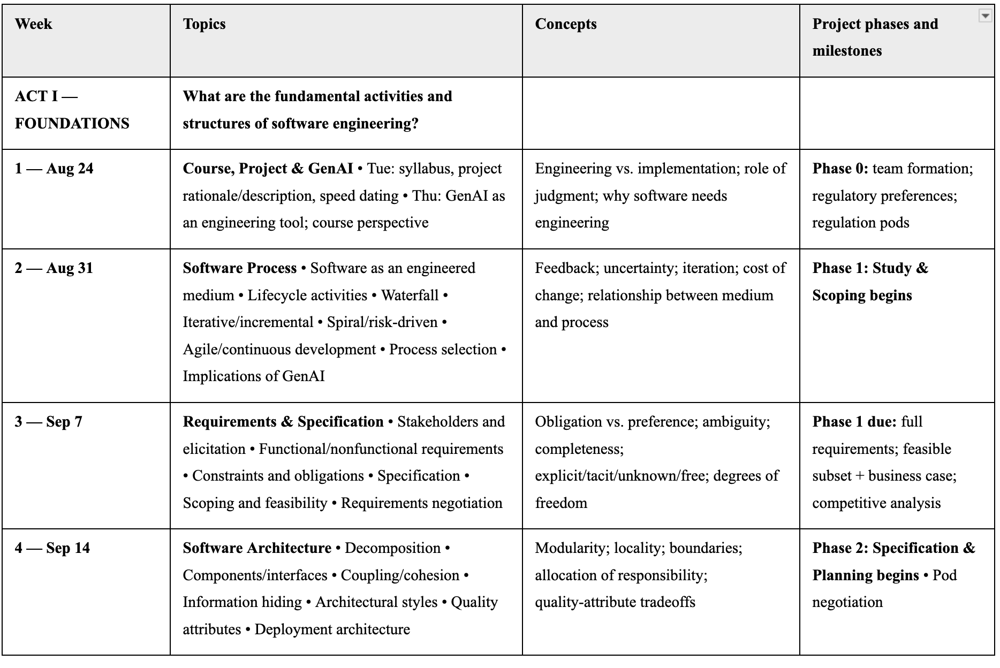 Week
Topics
Concepts
Project phases and
milestones
ACT I —
FOUNDATIONS
What are the fundamental activities and
structures of software engineering?
1 — Aug 24
Course, Project & GenAI • Tue: syllabus, project
rationale/description, speed dating • Thu: GenAI as
an engineering tool; course perspective
Engineering vs. implementation; role of
judgment; why software needs
engineering
Phase 0: team formation;
regulatory preferences;
regulation pods
2 — Aug 31
Software Process • Software as an engineered
medium • Lifecycle activities • Waterfall •
Iterative/incremental • Spiral/risk-driven •
Agile/continuous development • Process selection •
Implications of GenAI
Feedback; uncertainty; iteration; cost of
change; relationship between medium
and process
Phase 1: Study &
Scoping begins
3 — Sep 7
Requirements & Specification • Stakeholders and
elicitation • Functional/nonfunctional requirements
• Constraints and obligations • Specification •
Scoping and feasibility • Requirements negotiation
Obligation vs. preference; ambiguity;
completeness;
explicit/tacit/unknown/free; degrees of
freedom
Phase 1 due: full
requirements; feasible
subset + business case;
competitive analysis
4 — Sep 14
Software Architecture • Decomposition •
Components/interfaces • Coupling/cohesion •
Information hiding • Architectural styles • Quality
attributes • Deployment architecture
Modularity; locality; boundaries;
allocation of responsibility;
quality-attribute tradeoffs
Phase 2: Specification &
Planning begins • Pod
negotiation